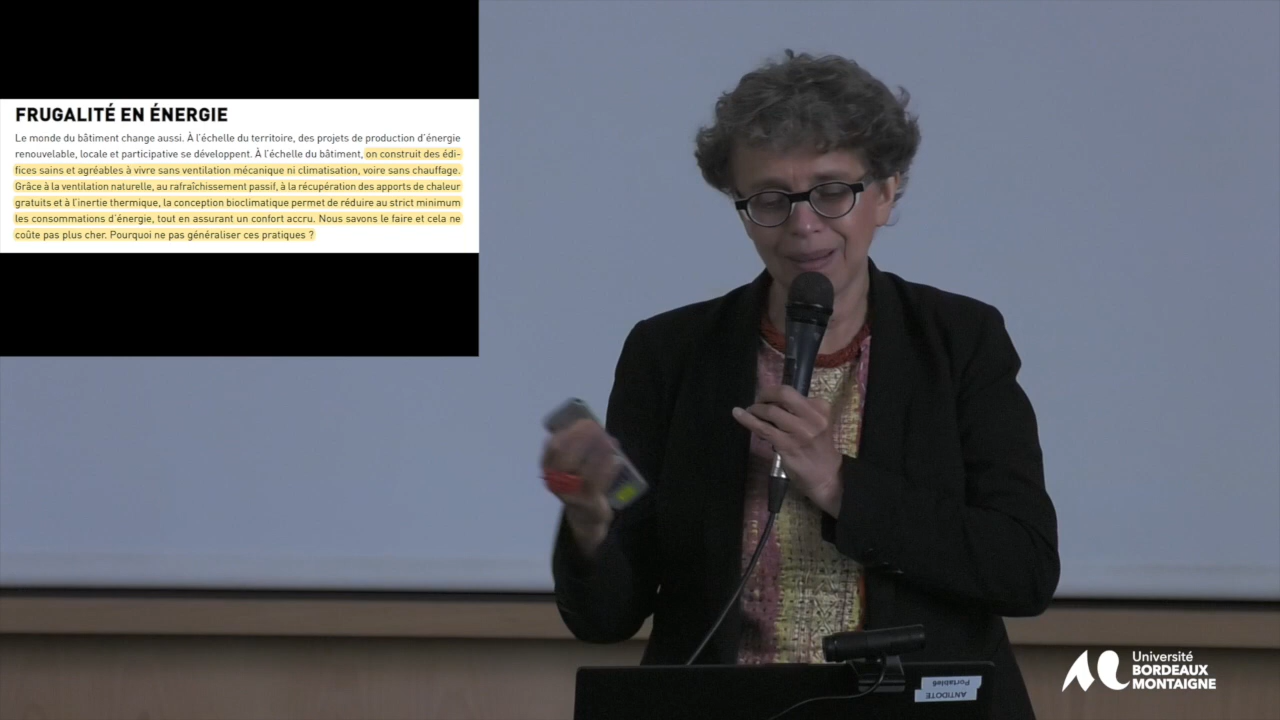 FRUGALITÉ EN ÉNERGIE
Le monde du bâtiment change aussi. À l'échelle du territoire, des projets de production d'énergie
renouvelable, locale et participative se développent. À l'échelle du bâtiment, on construit des édi-
fices sains et agréables à vivre sans ventilation mécanique ni climatisation, voire sans chauffage.
Grâce à la ventilation naturelle, au rafraîchissement passif, à la récupération des apports de chaleur
gratuits et à l'inertie thermique, la conception bioclimatique permet de réduire au strict minimum
les consommations d'énergie, tout en assurant un confort accru. Nous savons le faire et cela ne
coûte pas plus cher. Pourquoi ne pas généraliser ces pratiques ?
ANTIDOTE
Portable6
Université
BORDEAUX
MONTAIGNE